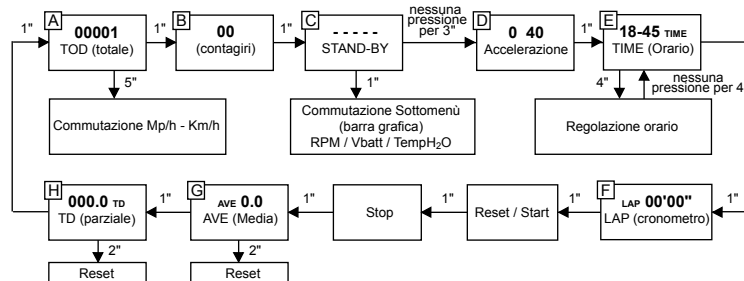 A
00001
TOD (totale)
1"
1"
B
00
(contagiri)
1"
C
- - - - -
STAND-BY
nessuna
pressione
per 3"
D
0 40
Accelerazione
1"
E
18-45 TIME
TIME (Orario)
5"
1"
4"
nessuna
pressione per 4
Commutazione Mp/h - Km/h
Commutazione Sottomenù
(barra grafica)
RPM / Vbatt / TempH2O
Regolazione orario
H
000.0 TD
TD (parziale)
1"
G
AVE 0.0
AVE (Media)
1"
Stop
1"
Reset / Start
1"
F
LAP 00'00"
LAP (cronometro)
1"
2"
2"
Reset
Reset